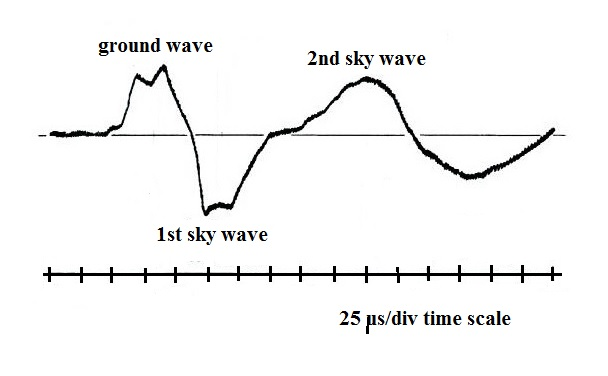 ground wave
2nd sky wave
1st sky wave
25 µs/div time scale